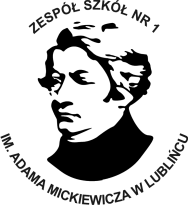 ZESPÓŁ SZKÓŁ NR 1
IM. ADAMA MICKIEWICZA W LUBLIŃCU